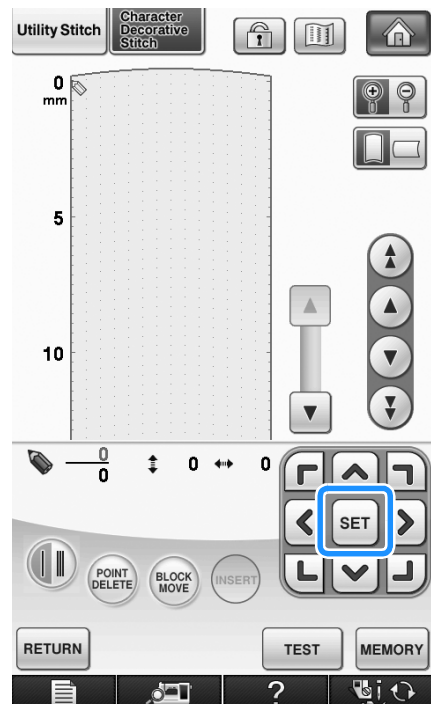 Utility Stitch
Character
Decorative
Stitch
0
mm
5
10
0
0
0
0
SET
POINT
DELETE
BLOCK
MOVE
INSERT
RETURN
TEST
MEMORY
?